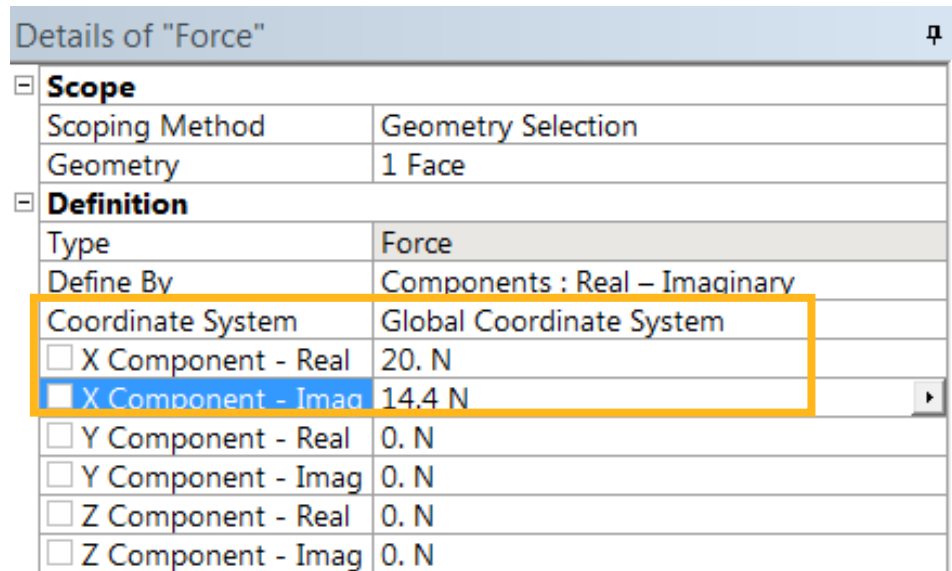 Details of "Force"
Scope
Scoping Method Geometry Selection
Geometry 1 Face
Definition
Type Force
Define By Components : Real – Imaginary
Coordinate System Global Coordinate System
X Component - Real 20. N
X Component - Imag 14.4 N
Y Component - Real 0. N
Y Component - Imag 0. N
Z Component - Real 0. N
Z Component - Imag 0. N